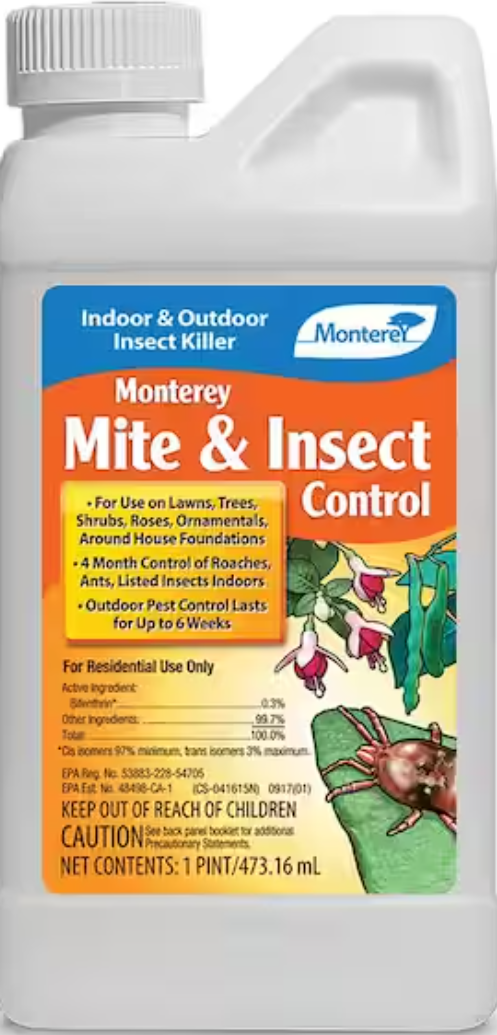 Indoor & Outdoor
Insect Killer
Monterey
Monterey
Mite & Insect
Control
• For Use on Lawns, Trees,
Shrubs, Roses, Ornamentals,
Around House Foundations
• 4 Month Control of Roaches,
Ants, Listed Insects Indoors
• Outdoor Pest Control Lasts
for Up to 6 Weeks
For Residential Use Only
Active Ingredient:
Bifenthrin*..........0.3%
Other Ingredients: ..........99.7%
Total: ..........100.0%
*Cis isomers 97% minimum, trans isomers 3% maximum.
EPA Reg. No. 53883-228-54705
EPA Est. No. 48498-CA-1 (CS-041615N) 0917(01)
KEEP OUT OF REACH OF CHILDREN
CAUTION See back panel booklet for additional
Precautionary Statements.
NET CONTENTS: 1 PINT/473.16 mL